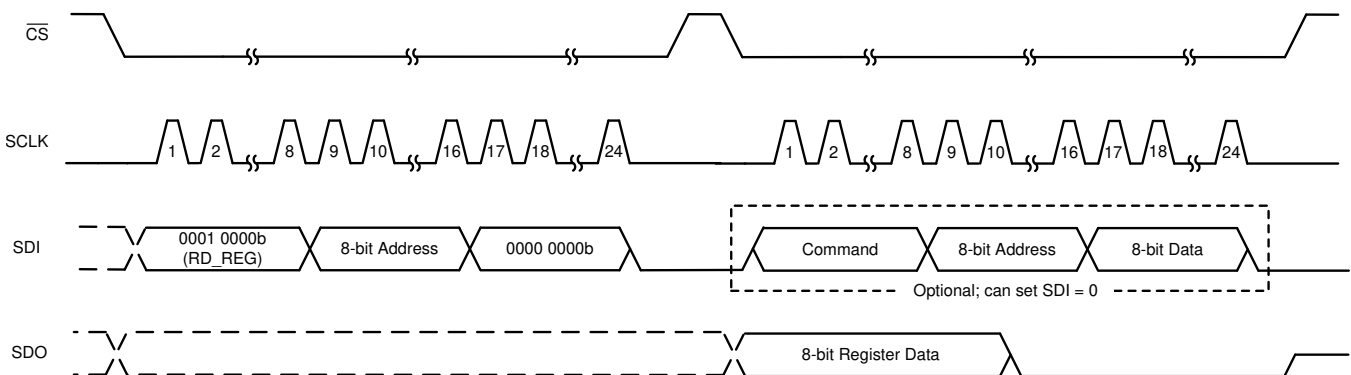 CS
SCLK
1 2 8 9 10 16 17 18 24 1 2 8 9 10 16 17 18 24
SDI
0001 0000b
(RD_REG)
8-bit Address
0000 0000b
Command
8-bit Address
8-bit Data
Optional; can set SDI = 0
SDO
8-bit Register Data